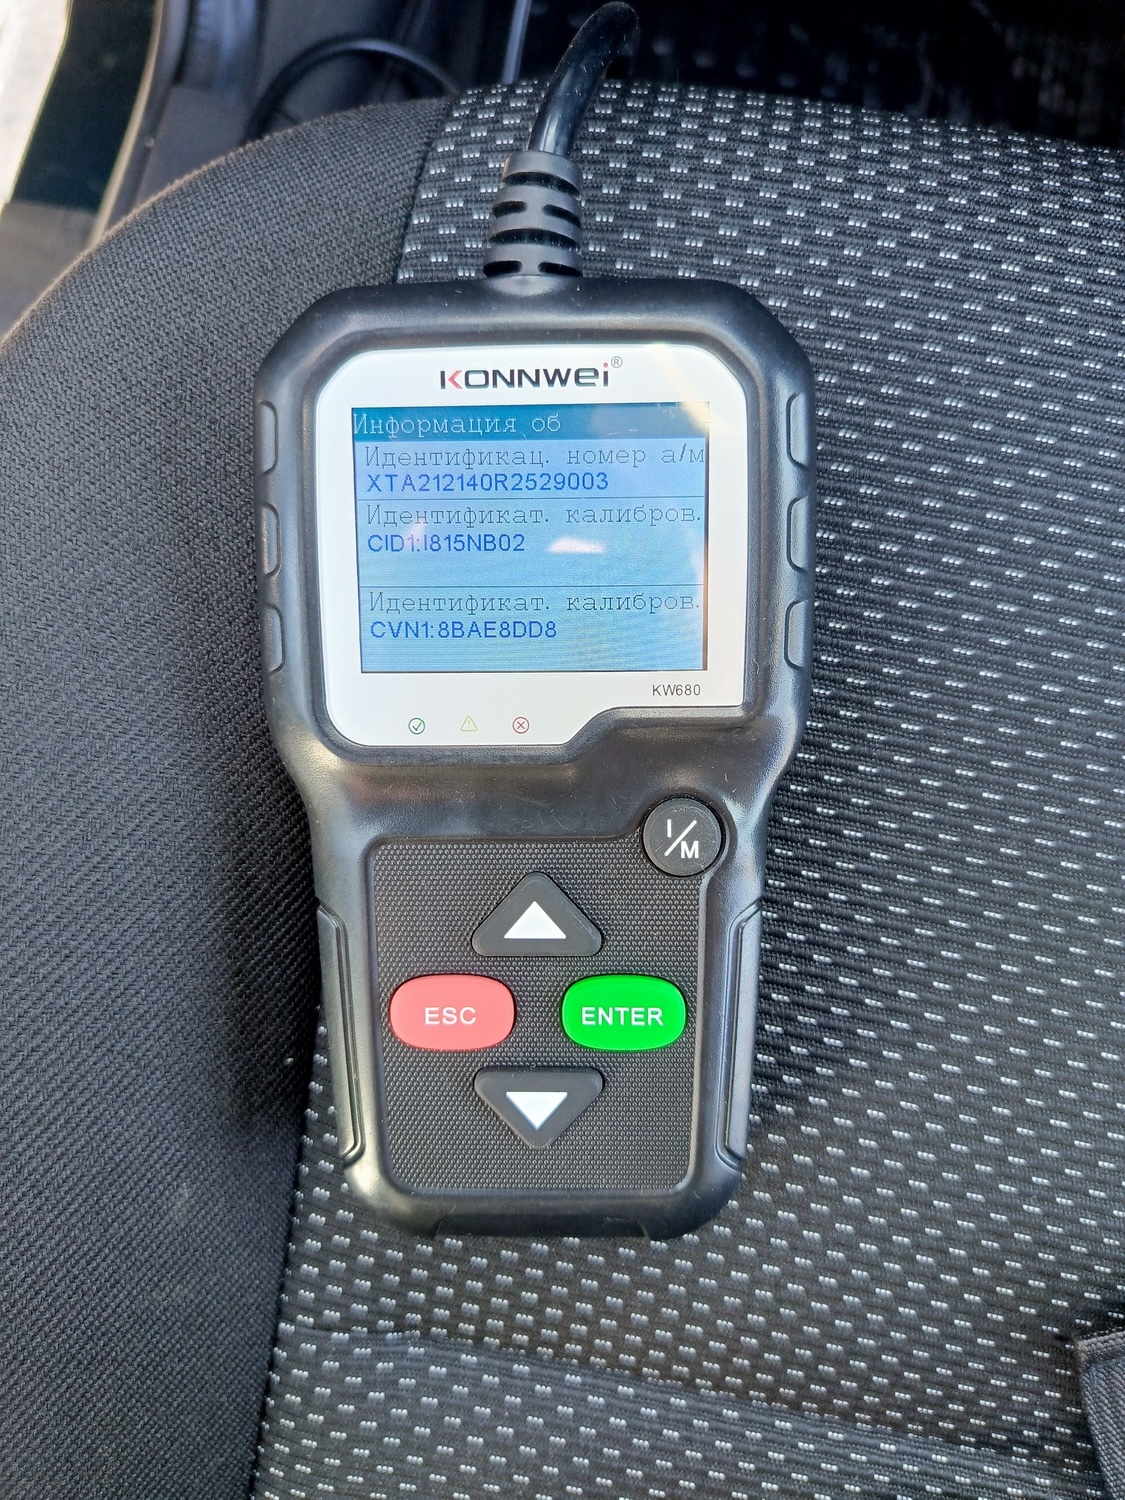 KONNWEI®
Информация об
Идентификац. номер а/м
XTA212140R2529003
Идентификат. калибров.
CID1:I815NB02
Идентификат. калибров.
CVN1:8BAE8DD8
KW680
I/M
ESC
ENTER